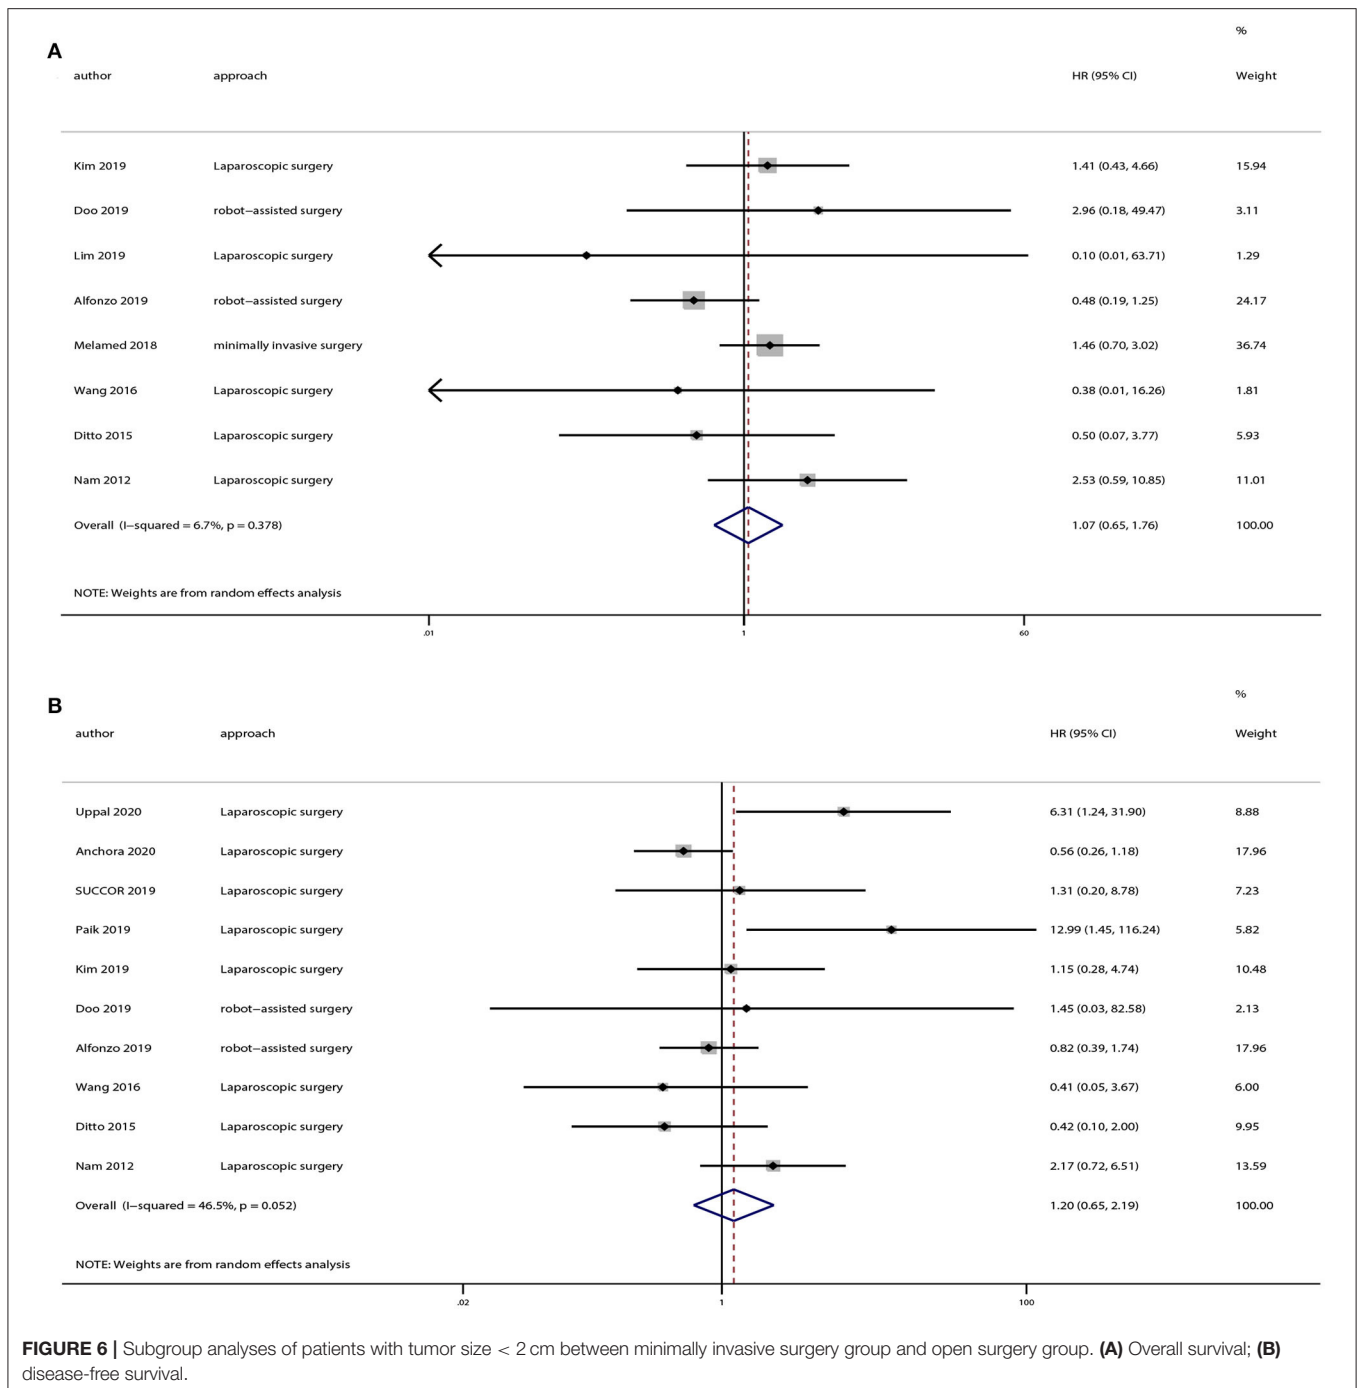 A
%
author approach HR (95% CI) Weight
Kim 2019 Laparoscopic surgery 1.41 (0.43, 4.66) 15.94
Doo 2019 robot−assisted surgery 2.96 (0.18, 49.47) 3.11
Lim 2019 Laparoscopic surgery 0.10 (0.01, 63.71) 1.29
Alfonzo 2019 robot−assisted surgery 0.48 (0.19, 1.25) 24.17
Melamed 2018 minimally invasive surgery 1.46 (0.70, 3.02) 36.74
Wang 2016 Laparoscopic surgery 0.38 (0.01, 16.26) 1.81
Ditto 2015 Laparoscopic surgery 0.50 (0.07, 3.77) 5.93
Nam 2012 Laparoscopic surgery 2.53 (0.59, 10.85) 11.01
Overall (I−squared = 6.7%, p = 0.378) 1.07 (0.65, 1.76) 100.00
NOTE: Weights are from random effects analysis
.01 1 60
B
%
author approach HR (95% CI) Weight
Uppal 2020 Laparoscopic surgery 6.31 (1.24, 31.90) 8.88
Anchora 2020 Laparoscopic surgery 0.56 (0.26, 1.18) 17.96
SUCCOR 2019 Laparoscopic surgery 1.31 (0.20, 8.78) 7.23
Paik 2019 Laparoscopic surgery 12.99 (1.45, 116.24) 5.82
Kim 2019 Laparoscopic surgery 1.15 (0.28, 4.74) 10.48
Doo 2019 robot−assisted surgery 1.45 (0.03, 82.58) 2.13
Alfonzo 2019 robot−assisted surgery 0.82 (0.39, 1.74) 17.96
Wang 2016 Laparoscopic surgery 0.41 (0.05, 3.67) 6.00
Ditto 2015 Laparoscopic surgery 0.42 (0.10, 2.00) 9.95
Nam 2012 Laparoscopic surgery 2.17 (0.72, 6.51) 13.59
Overall (I−squared = 46.5%, p = 0.052) 1.20 (0.65, 2.19) 100.00
NOTE: Weights are from random effects analysis
.02 1 100
FIGURE 6 | Subgroup analyses of patients with tumor size < 2 cm between minimally invasive surgery group and open surgery group. (A) Overall survival; (B)
disease-free survival.